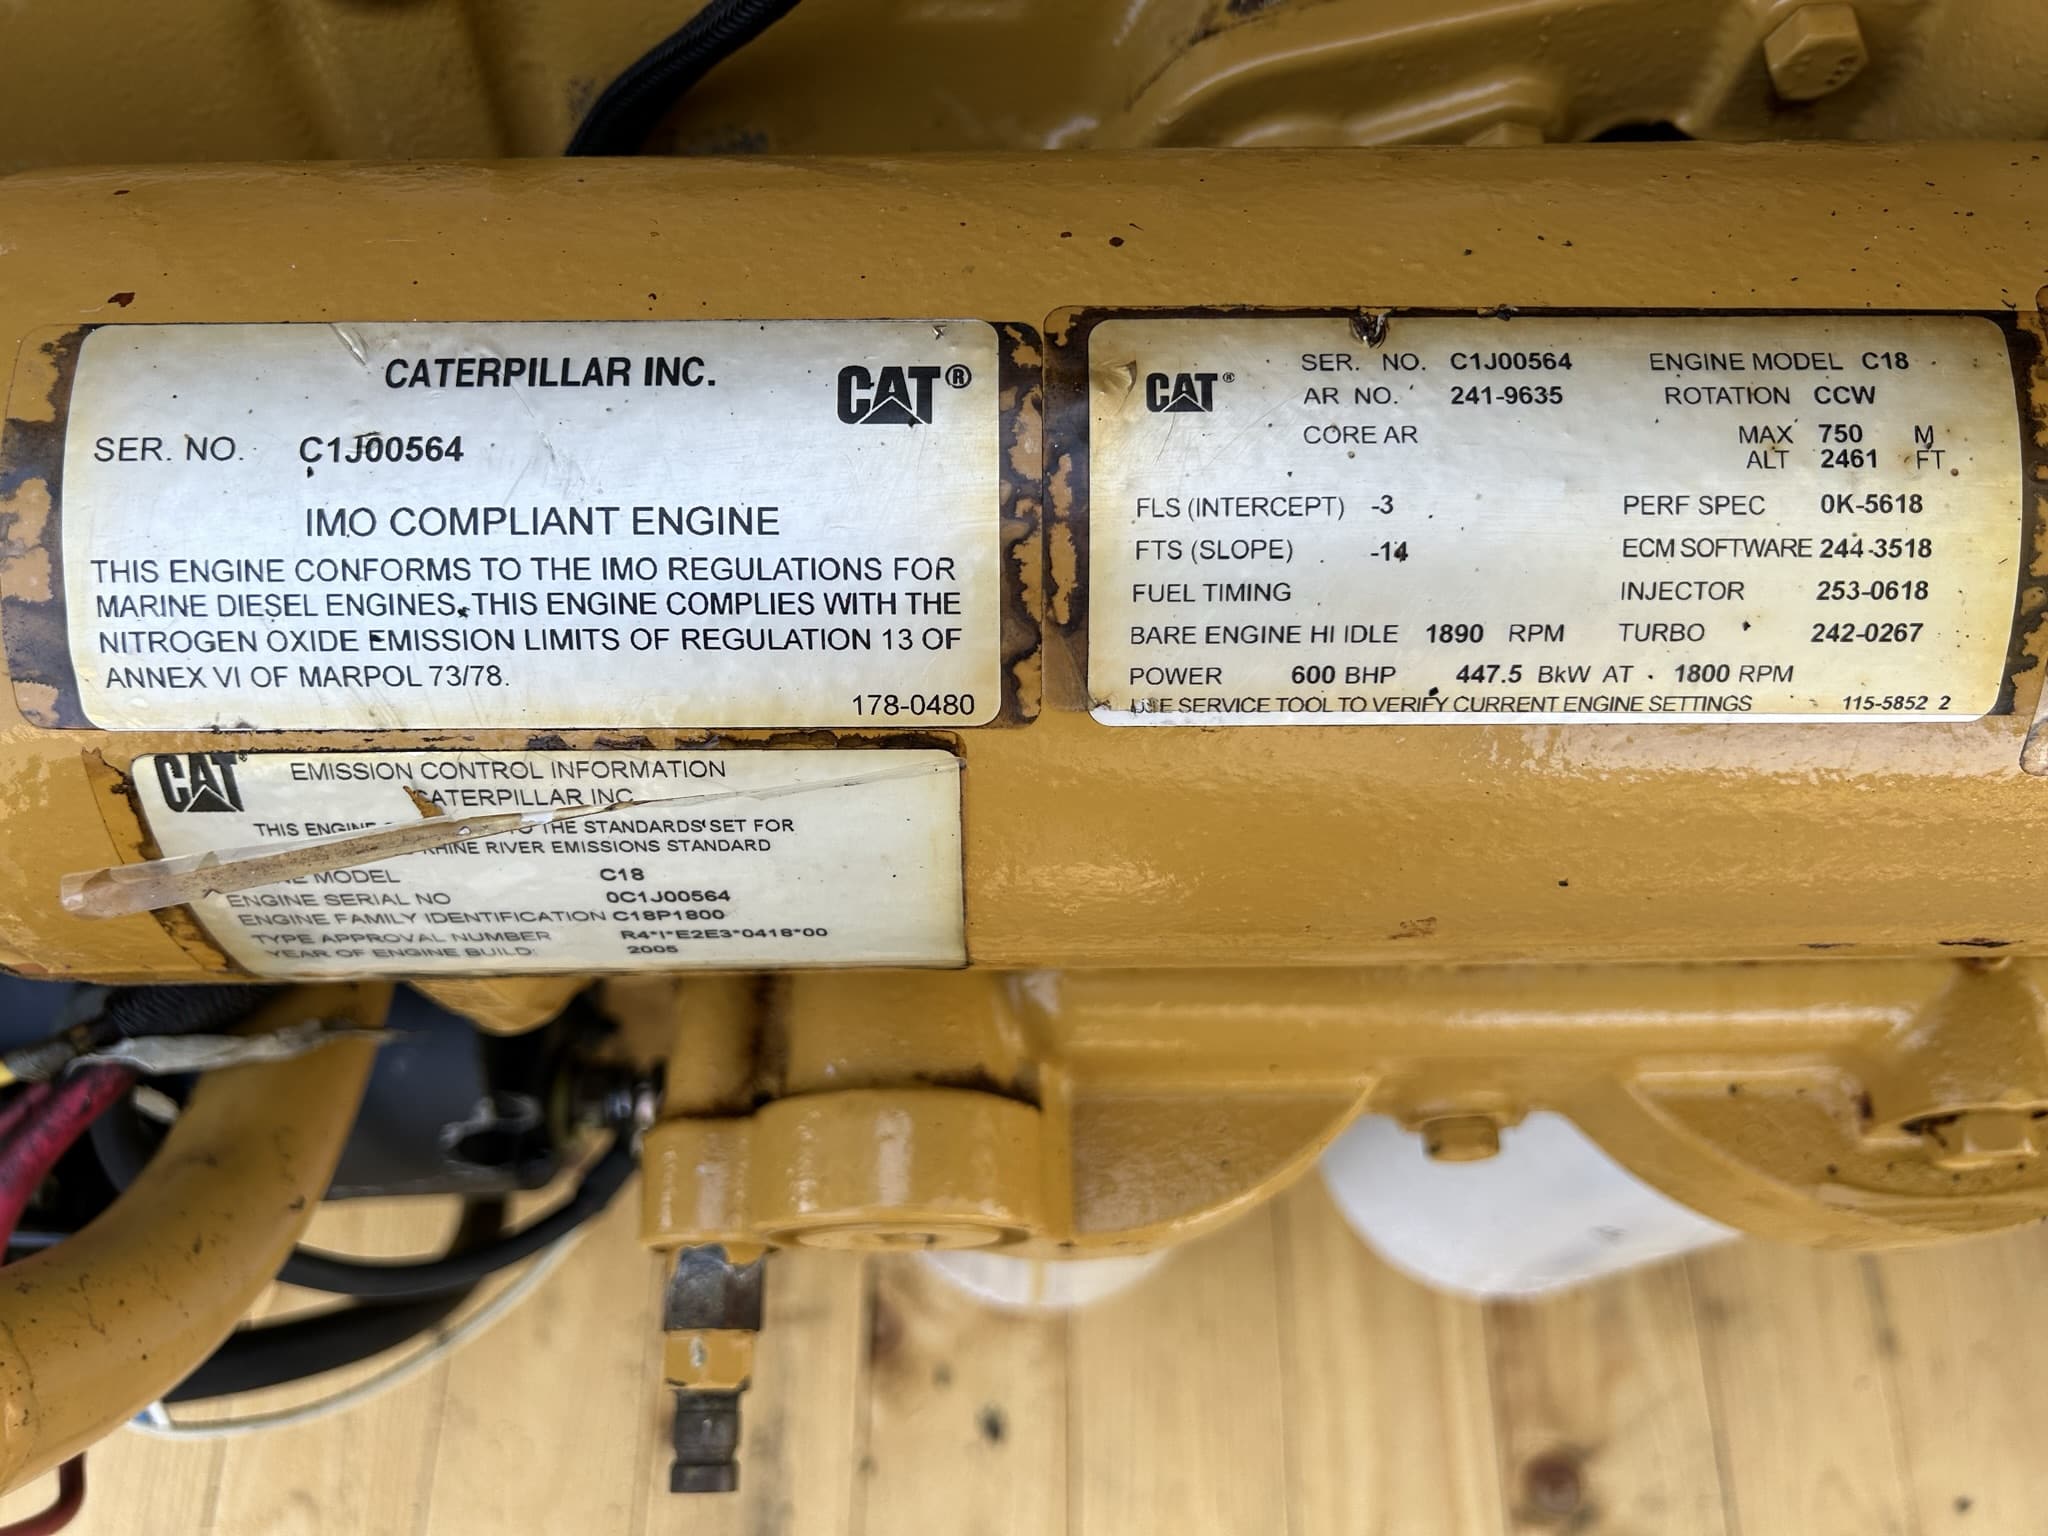 CATERPILLAR INC.
CAT®
SER. NO. C1J00564
IMO COMPLIANT ENGINE
THIS ENGINE CONFORMS TO THE IMO REGULATIONS FOR
MARINE DIESEL ENGINES. THIS ENGINE COMPLIES WITH THE
NITROGEN OXIDE EMISSION LIMITS OF REGULATION 13 OF
ANNEX VI OF MARPOL 73/78.
178-0480
CAT®
SER. NO. C1J00564 ENGINE MODEL C18
AR NO. 241-9635 ROTATION CCW
CORE AR MAX 750 M
ALT 2461 FT
FLS (INTERCEPT) -3 PERF SPEC 0K-5618
FTS (SLOPE) -14 ECM SOFTWARE 244-3518
FUEL TIMING INJECTOR 253-0618
BARE ENGINE HI IDLE 1890 RPM TURBO 242-0267
POWER 600 BHP 447.5 BkW AT 1800 RPM
USE SERVICE TOOL TO VERIFY CURRENT ENGINE SETTINGS 115-5852 2
CAT®
EMISSION CONTROL INFORMATION
CATERPILLAR INC
THIS ENGINE TO THE STANDARDS SET FOR
RHINE RIVER EMISSIONS STANDARD
MODEL C18
ENGINE SERIAL NO 0C1J00564
ENGINE FAMILY IDENTIFICATION C18P1800
TYPE APPROVAL NUMBER R4*I*E2E3*0418*00
YEAR OF ENGINE BUILD: 2005